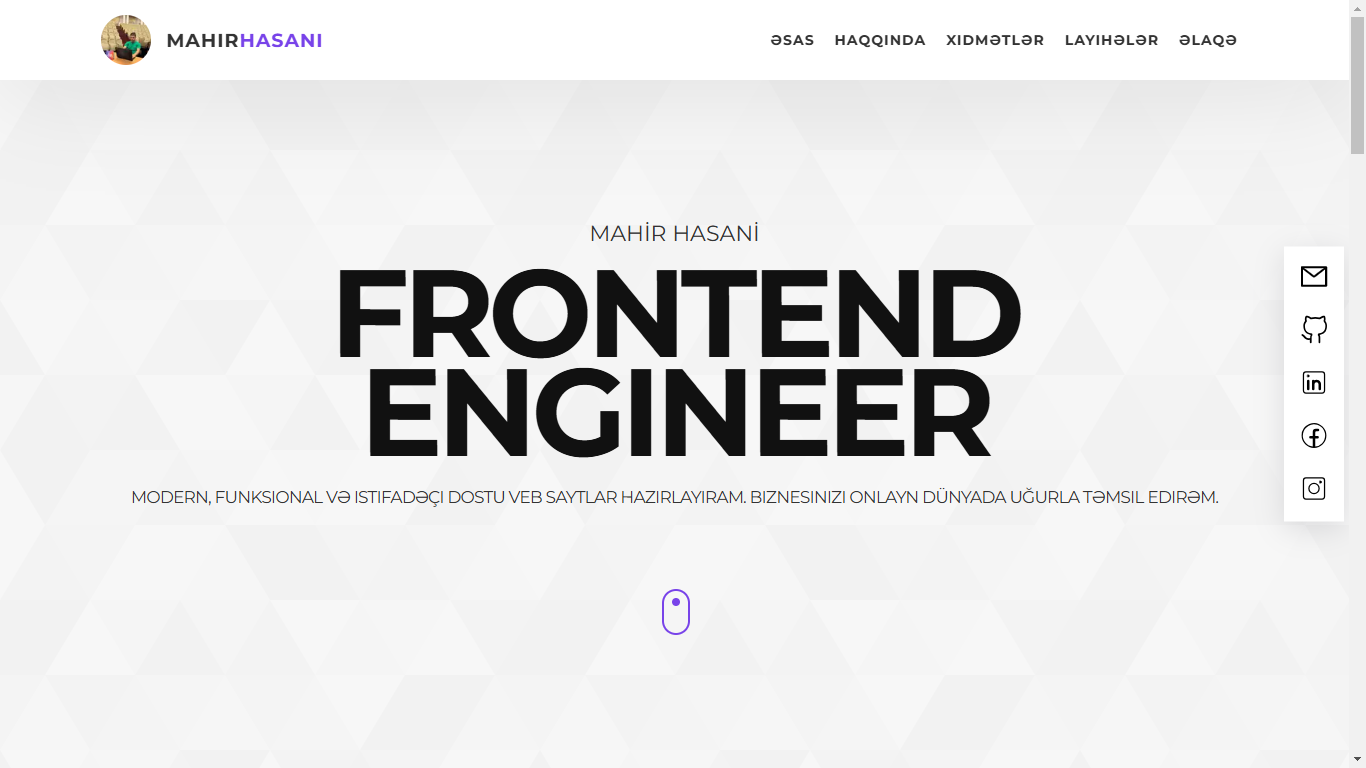 MAHIRHASANI
ƏSAS HAQQINDA XIDMƏTLƏR LAYIHƏLƏR ƏLAQƏ
MAHİR HASANİ
FRONTEND
ENGINEER
MODERN, FUNKSIONAL VƏ ISTIFADƏÇI DOSTU VEB SAYTLAR HAZIRLAYIRAM. BIZNESINIZI ONLAYN DÜNYADA UĞURLA TƏMSIL EDIRƏM.